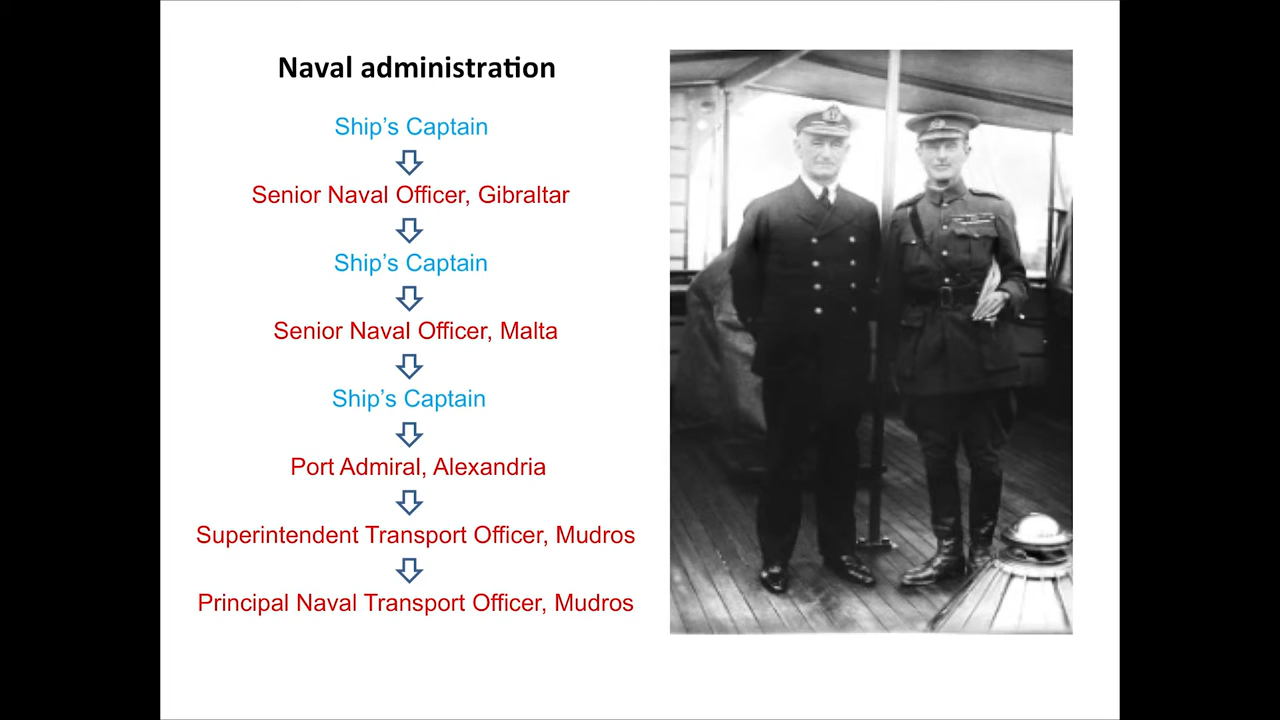 Naval administration
Ship’s Captain
Senior Naval Officer, Gibraltar
Ship’s Captain
Senior Naval Officer, Malta
Ship’s Captain
Port Admiral, Alexandria
Superintendent Transport Officer, Mudros
Principal Naval Transport Officer, Mudros